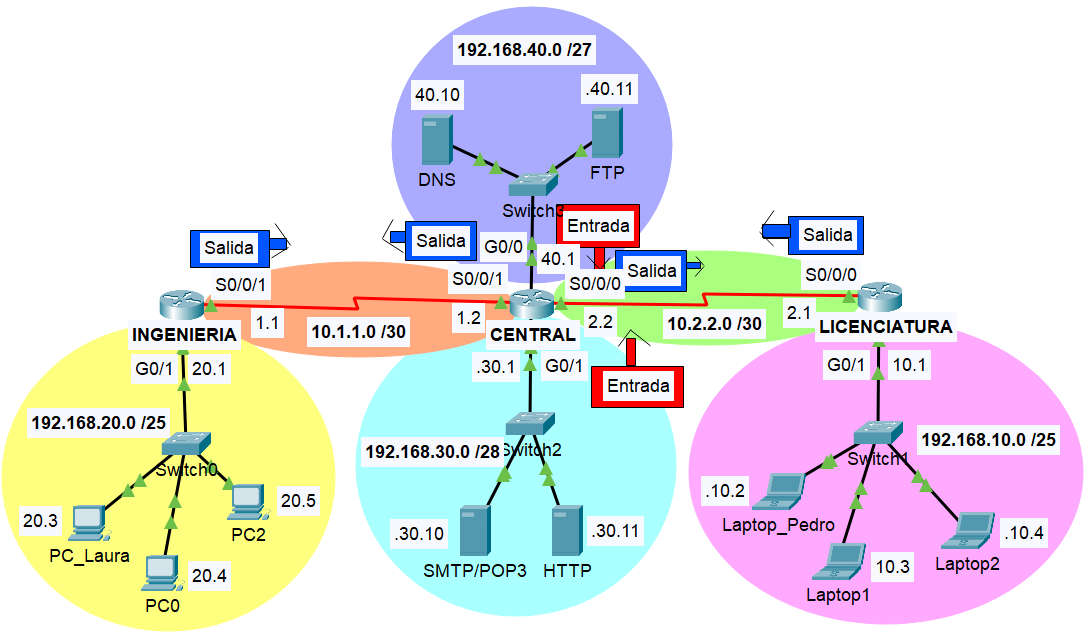 192.168.40.0 /27
40.10
.40.11
DNS
FTP
Switch3
Entrada
Salida
Salida
Salida
Salida
G0/0
40.1
S0/0/1
S0/0/1
S0/0/0
S0/0/0
1.1
10.1.1.0 /30
1.2
2.2
10.2.2.0 /30
2.1
INGENIERIA
CENTRAL
LICENCIATURA
G0/1
20.1
.30.1
G0/1
Entrada
G0/1
10.1
192.168.20.0 /25
Switch0
192.168.30.0 /28
Switch2
192.168.10.0 /25
Switch1
20.3
PC_Laura
20.5
PC2
20.4
PC0
.30.10
SMTP/POP3
.30.11
HTTP
.10.2
Laptop_Pedro
10.3
Laptop1
.10.4
Laptop2